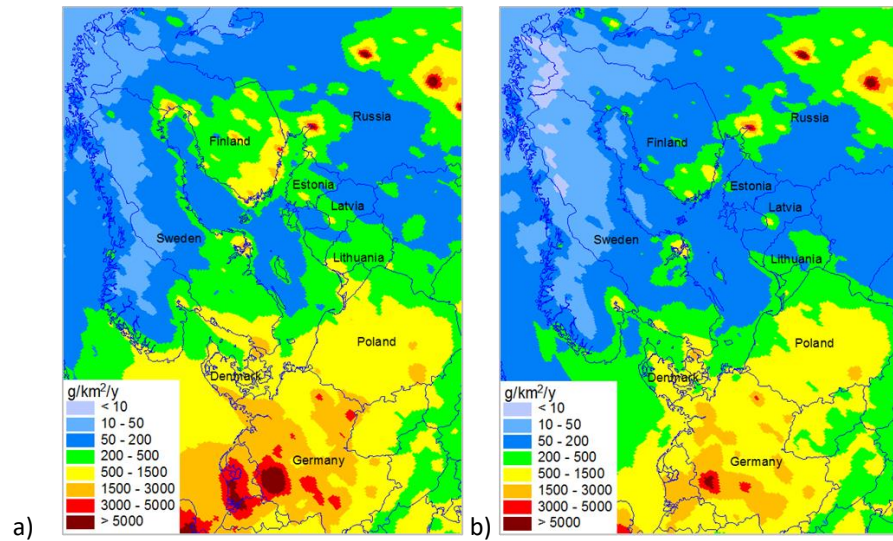 Russia
Finland
Estonia
Latvia
Sweden
Lithuania
Poland
Denmark
Germany
g/km²/y
< 10
10 - 50
50 - 200
200 - 500
500 - 1500
1500 - 3000
3000 - 5000
> 5000
a)
Russia
Finland
Estonia
Latvia
Sweden
Lithuania
Poland
Denmark
Germany
g/km²/y
< 10
10 - 50
50 - 200
200 - 500
500 - 1500
1500 - 3000
3000 - 5000
> 5000
b)